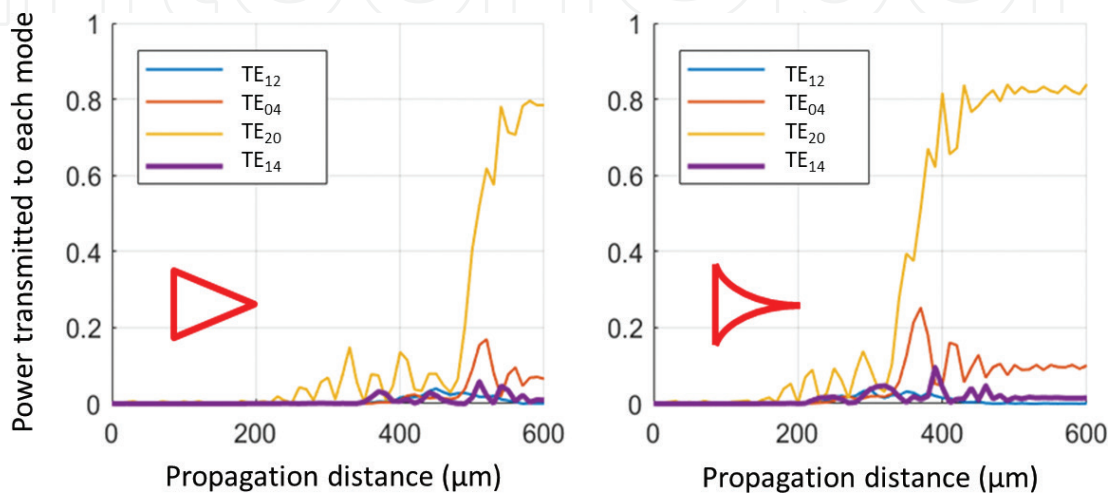 Power transmitted to each mode
1
0.8
0.6
0.4
0.2
0
TE12
TE04
TE20
TE14
0 200 400 600
Propagation distance (μm)
1
0.8
0.6
0.4
0.2
0
TE12
TE04
TE20
TE14
0 200 400 600
Propagation distance (μm)